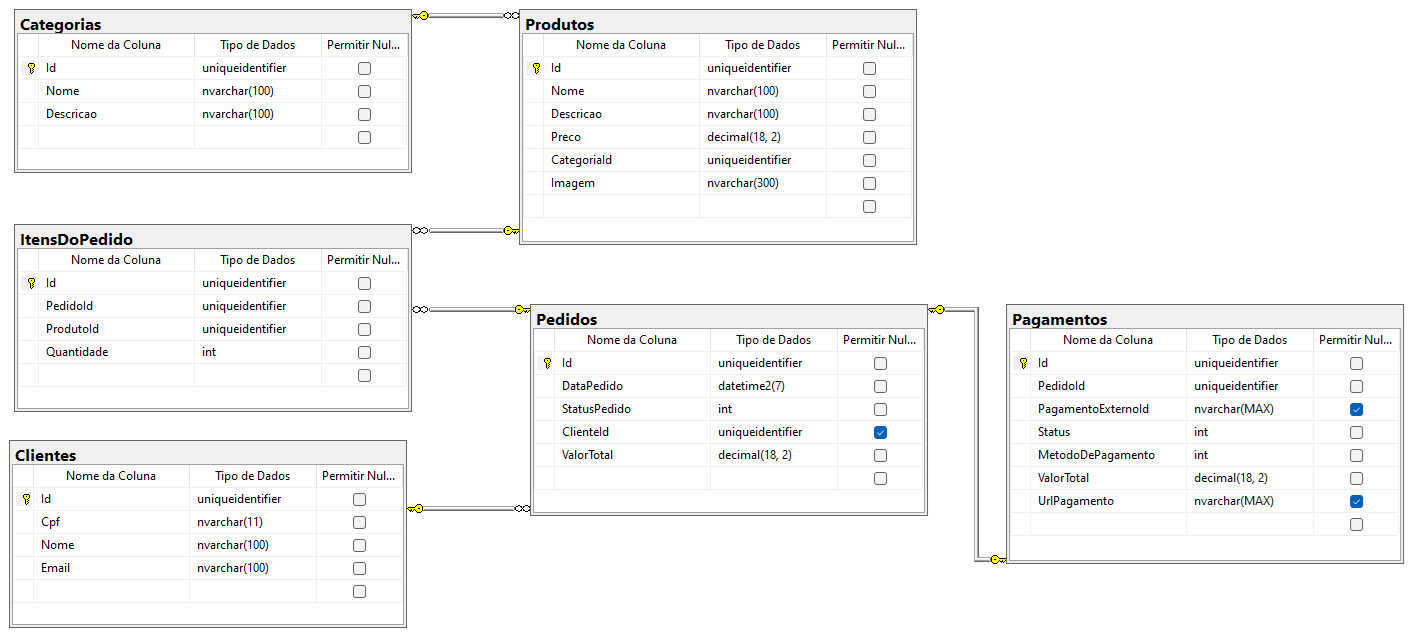 Categorias
Nome da Coluna Tipo de Dados Permitir Nul...
Id uniqueidentifier
Nome nvarchar(100)
Descricao nvarchar(100)
Produtos
Nome da Coluna Tipo de Dados Permitir Nul...
Id uniqueidentifier
Nome nvarchar(100)
Descricao nvarchar(100)
Preco decimal(18, 2)
CategoriaId uniqueidentifier
Imagem nvarchar(300)
ItensDoPedido
Nome da Coluna Tipo de Dados Permitir Nul...
Id uniqueidentifier
PedidoId uniqueidentifier
ProdutoId uniqueidentifier
Quantidade int
Pedidos
Nome da Coluna Tipo de Dados Permitir Nul...
Id uniqueidentifier
DataPedido datetime2(7)
StatusPedido int
ClienteId uniqueidentifier
ValorTotal decimal(18, 2)
Pagamentos
Nome da Coluna Tipo de Dados Permitir Nul...
Id uniqueidentifier
PedidoId uniqueidentifier
PagamentoExternoId nvarchar(MAX)
Status int
MetodoDePagamento int
ValorTotal decimal(18, 2)
UrlPagamento nvarchar(MAX)
Clientes
Nome da Coluna Tipo de Dados Permitir Nul...
Id uniqueidentifier
Cpf nvarchar(11)
Nome nvarchar(100)
Email nvarchar(100)